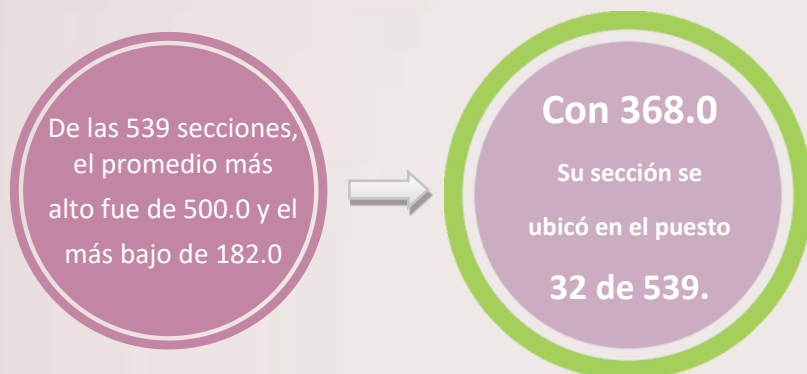 De las 539 secciones,
el promedio más
alto fue de 500.0 y el
más bajo de 182.0
Con 368.0
Su sección se
ubicó en el puesto
32 de 539.